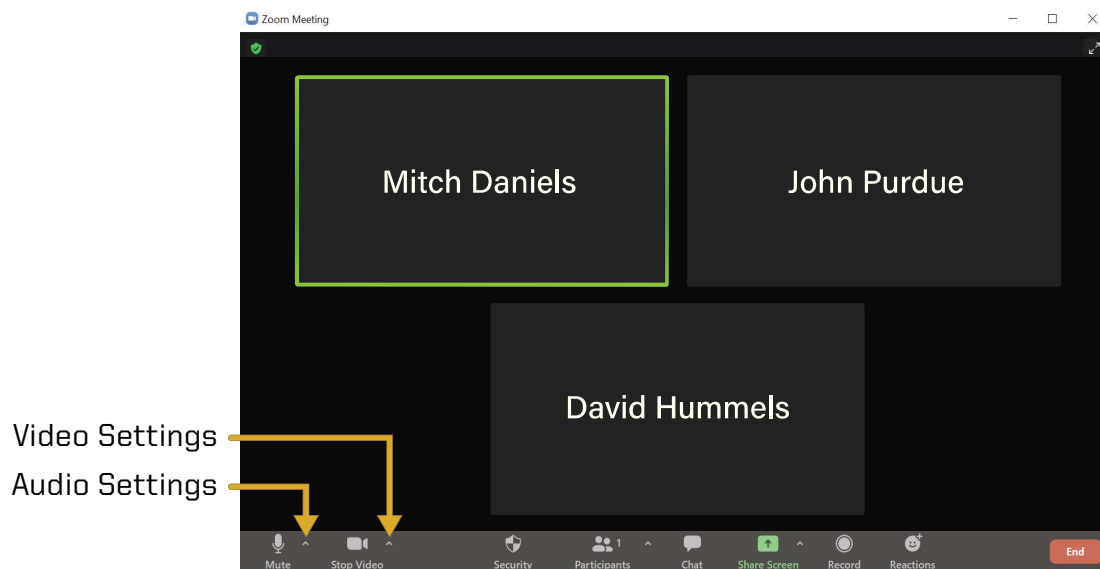 Zoom Meeting
Mitch Daniels
John Purdue
David Hummels
Video Settings
Audio Settings
1
Mute
Stop Video
Security
Participants
Chat
Share Screen
Record
Reactions
End